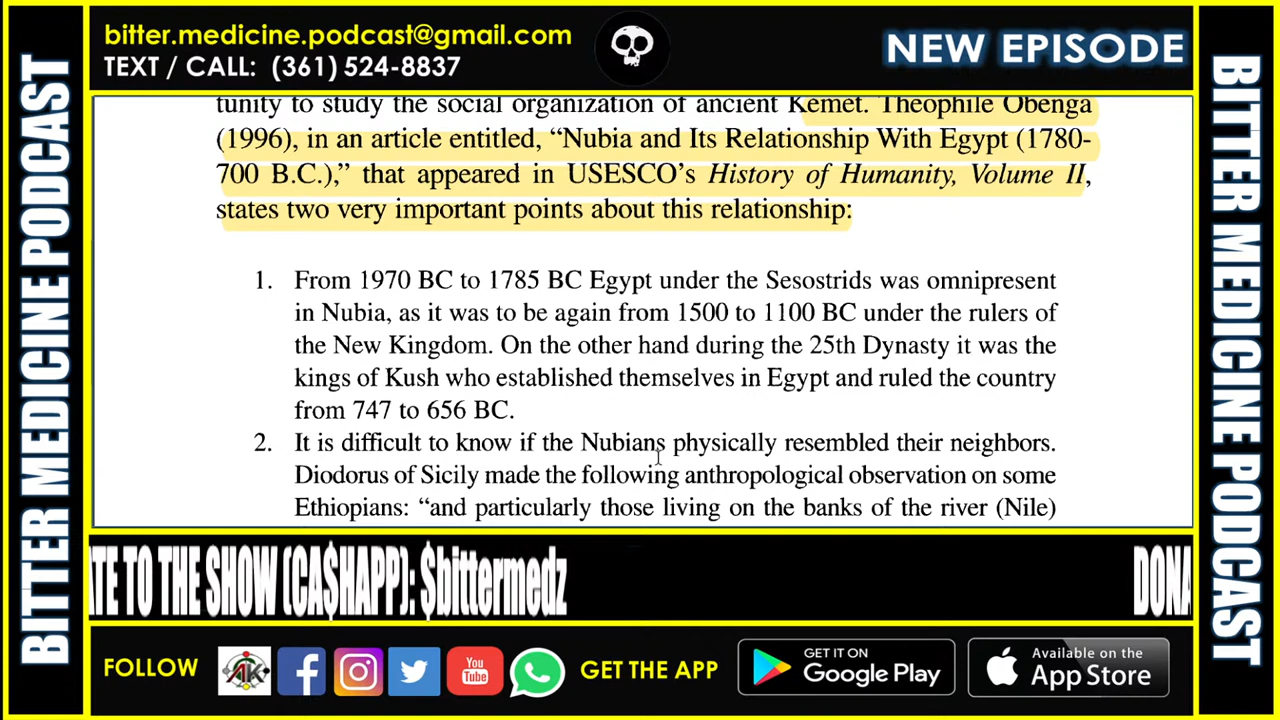 bitter.medicine.podcast@gmail.com
TEXT / CALL: (361) 524-8837
NEW EPISODE
BITTER MEDICINE PODCAST
tunity to study the social organization of ancient Kemet. Theophile Obenga
(1996), in an article entitled, “Nubia and Its Relationship With Egypt (1780-
700 B.C.),” that appeared in USESCO’s History of Humanity, Volume II,
states two very important points about this relationship:
1. From 1970 BC to 1785 BC Egypt under the Sesostrids was omnipresent
in Nubia, as it was to be again from 1500 to 1100 BC under the rulers of
the New Kingdom. On the other hand during the 25th Dynasty it was the
kings of Kush who established themselves in Egypt and ruled the country
from 747 to 656 BC.
2. It is difficult to know if the Nubians physically resembled their neighbors.
Diodorus of Sicily made the following anthropological observation on some
Ethiopians: “and particularly those living on the banks of the river (Nile)
BITTER MEDICINE PODCAST
ATE TO THE SHOW (CA$HAPP): $bittermedz
DONA
FOLLOW
ATK
You
Tube
GET THE APP
GET IT ON
Google Play
Available on the
App Store